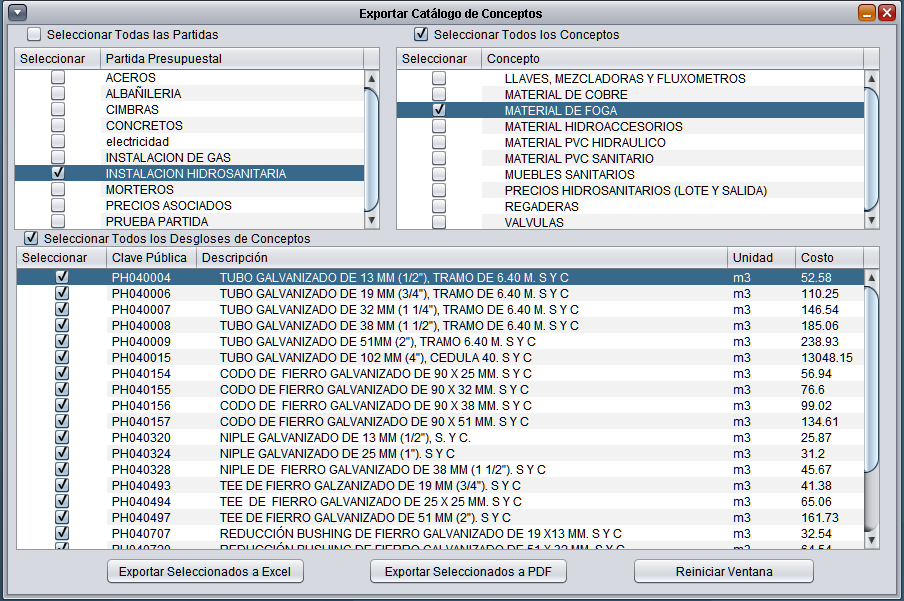 Exportar Catálogo de Conceptos
Seleccionar Todas las Partidas
Seleccionar Partida Presupuestal
ACEROS
ALBAÑILERIA
CIMBRAS
CONCRETOS
electricidad
INSTALACION DE GAS
INSTALACION HIDROSANITARIA
MORTEROS
PRECIOS ASOCIADOS
PRUEBA PARTIDA
Seleccionar Todos los Conceptos
Seleccionar Concepto
LLAVES, MEZCLADORAS Y FLUXOMETROS
MATERIAL DE COBRE
MATERIAL DE FOGA
MATERIAL HIDROACCESORIOS
MATERIAL PVC HIDRAULICO
MATERIAL PVC SANITARIO
MUEBLES SANITARIOS
PRECIOS HIDROSANITARIOS (LOTE Y SALIDA)
REGADERAS
VALVULAS
Seleccionar Todos los Desgloses de Conceptos
Seleccionar Clave Pública Descripción Unidad Costo
PH040004 TUBO GALVANIZADO DE 13 MM (1/2"), TRAMO DE 6.40 M. S Y C m3 52.58
PH040006 TUBO GALVANIZADO DE 19 MM (3/4"), TRAMO DE 6.40 M. S Y C m3 110.25
PH040007 TUBO GALVANIZADO DE 32 MM (1 1/4"), TRAMO DE 6.40 M. S Y C m3 146.54
PH040008 TUBO GALVANIZADO DE 38 MM (1 1/2"), TRAMO DE 6.40 M. S Y C m3 185.06
PH040009 TUBO GALVANIZADO DE 51MM (2"), TRAMO 6.40 M. S Y C m3 238.93
PH040015 TUBO GALVANIZADO DE 102 MM (4"), CEDULA 40. S Y C m3 13048.15
PH040154 CODO DE FIERRO GALVANIZADO DE 90 X 25 MM. S Y C m3 56.94
PH040155 CODO DE FIERRO GALVANIZADO DE 90 X 32 MM. S Y C m3 76.6
PH040156 CODO DE FIERRO GALVANIZADO DE 90 X 38 MM. S Y C m3 99.02
PH040157 CODO DE FIERRO GALVANIZADO DE 90 X 51 MM. S Y C m3 134.61
PH040320 NIPLE GALVANIZADO DE 13 MM (1/2"), S. Y C. m3 25.87
PH040324 NIPLE GALVANIZADO DE 25 MM (1"). S Y C m3 31.2
PH040328 NIPLE DE FIERRO GALVANIZADO DE 38 MM (1 1/2"). S Y C m3 45.67
PH040493 TEE DE FIERRO GALZANIZADO DE 19 MM (3/4"). S Y C m3 41.38
PH040494 TEE DE FIERRO GALVANIZADO DE 25 X 25 MM. S Y C m3 65.06
PH040497 TEE DE FIERRO GALVANIZADO DE 51 MM (2"). S Y C m3 161.73
PH040707 REDUCCIÓN BUSHING DE FIERRO GALVANIZADO DE 19 X13 MM. S Y C m3 32.54
REDUCCIÓN BUSHING DE FIERRO GALVANIZADO DE 51 X 32 MM. S Y C m3
Exportar Seleccionados a Excel
Exportar Seleccionados a PDF
Reiniciar Ventana